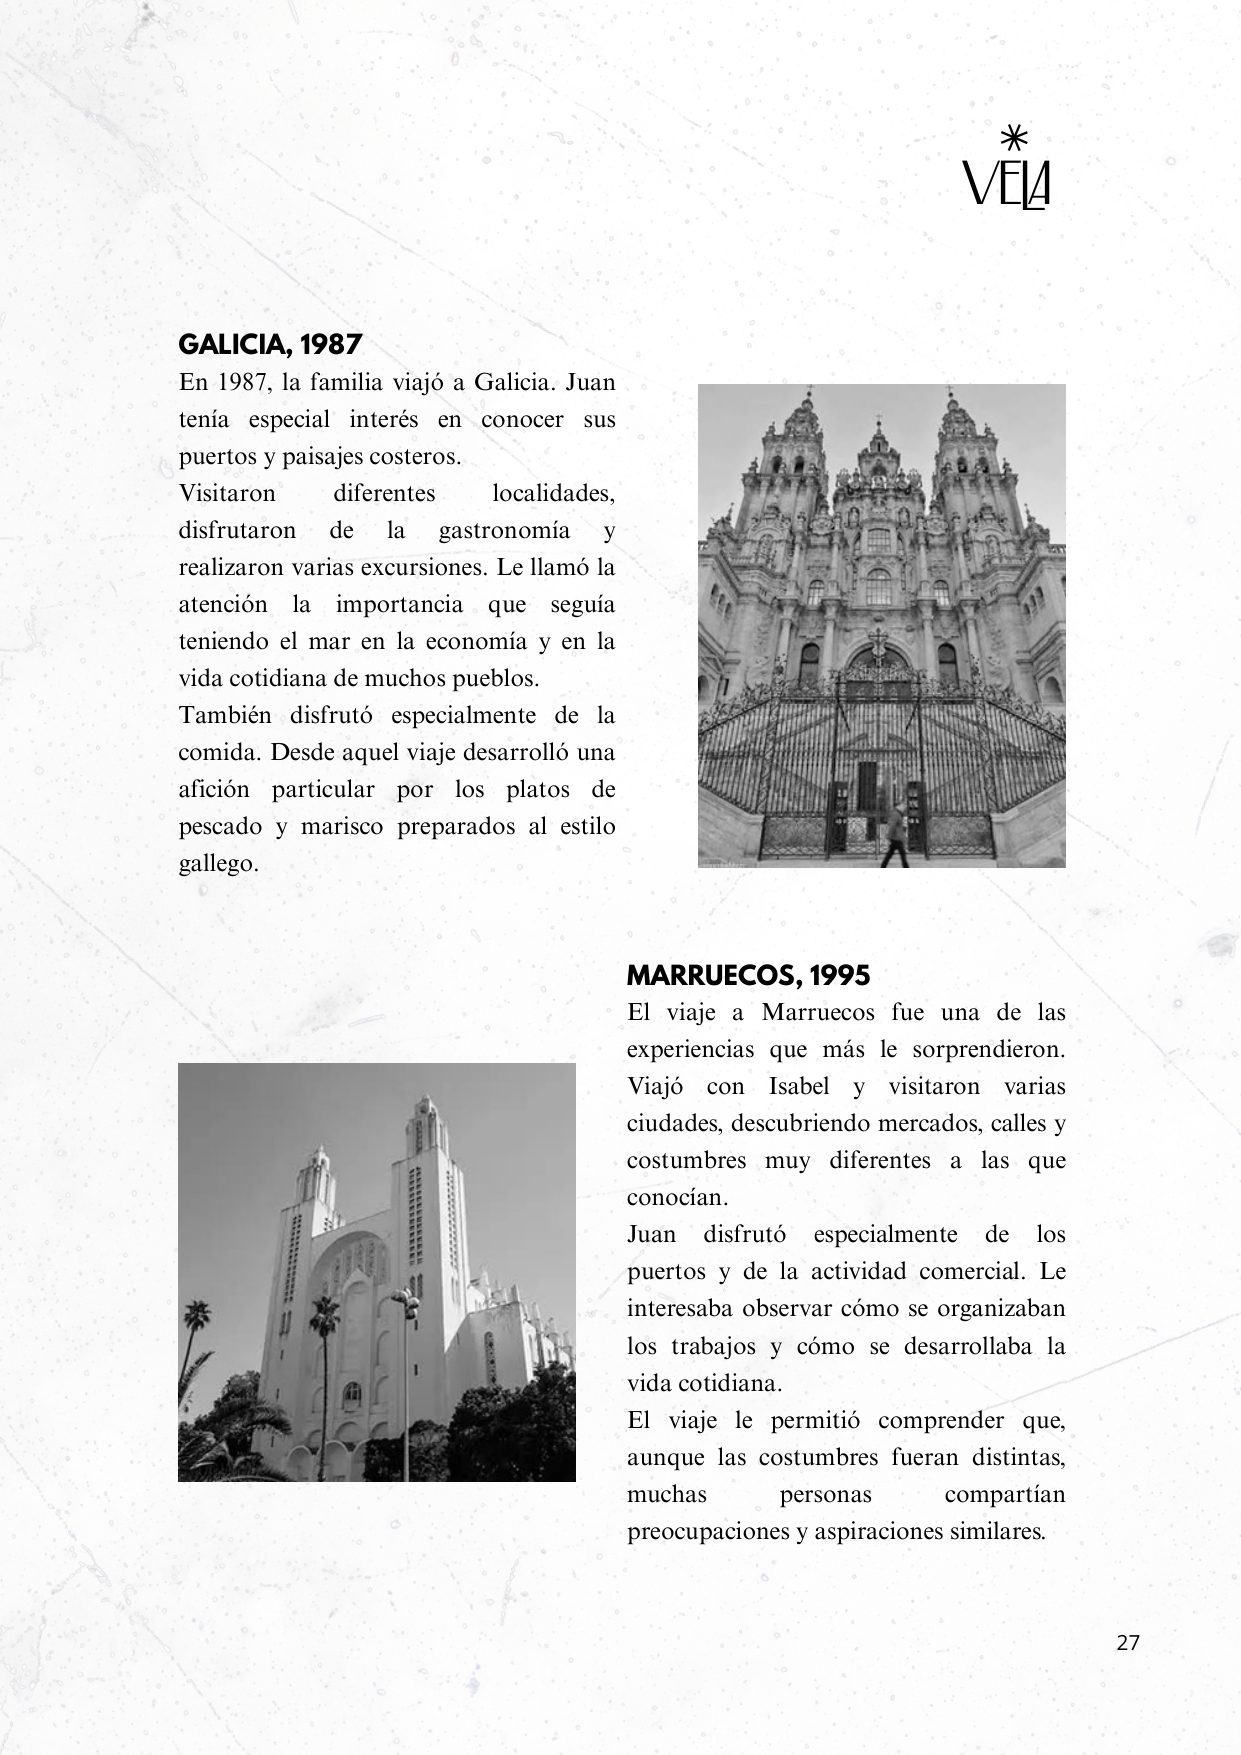 VELA
GALICIA, 1987
En 1987, la familia viajó a Galicia. Juan
tenía especial interés en conocer sus
puertos y paisajes costeros.
Visitaron diferentes localidades,
disfrutaron de la gastronomía y
realizaron varias excursiones. Le llamó la
atención la importancia que seguía
teniendo el mar en la economía y en la
vida cotidiana de muchos pueblos.
También disfrutó especialmente de la
comida. Desde aquel viaje desarrolló una
afición particular por los platos de
pescado y marisco preparados al estilo
gallego.
MARRUECOS, 1995
El viaje a Marruecos fue una de las
experiencias que más le sorprendieron.
Viajó con Isabel y visitaron varias
ciudades, descubriendo mercados, calles y
costumbres muy diferentes a las que
conocían.
Juan disfrutó especialmente de los
puertos y de la actividad comercial. Le
interesaba observar cómo se organizaban
los trabajos y cómo se desarrollaba la
vida cotidiana.
El viaje le permitió comprender que,
aunque las costumbres fueran distintas,
muchas personas compartían
preocupaciones y aspiraciones similares.
27